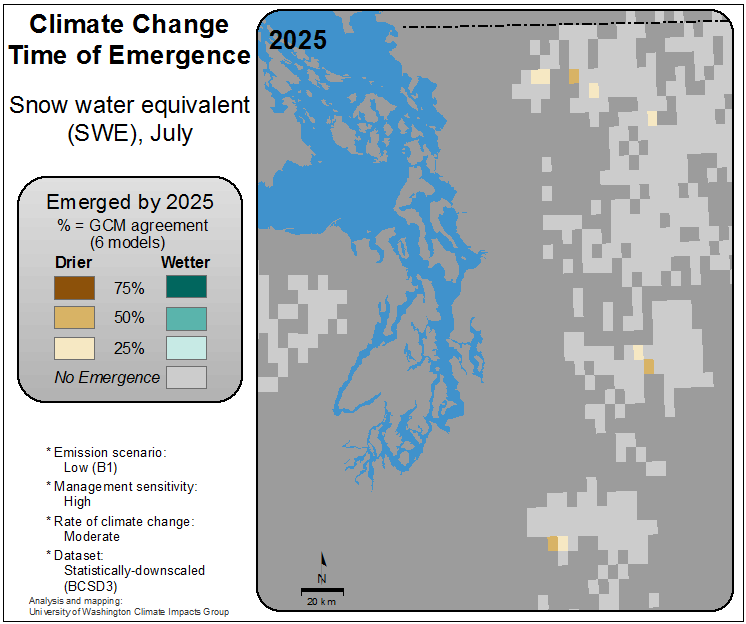 Climate Change
Time of Emergence
Snow water equivalent
(SWE), July
Emerged by 2025
% = GCM agreement
(6 models)
Drier
Wetter
75%
50%
25%
No Emergence
* Emission scenario:
Low (B1)
* Management sensitivity:
High
* Rate of climate change:
Moderate
* Dataset:
Statistically-downscaled
(BCSD3)
Analysis and mapping:
University of Washington Climate Impacts Group
2025
N
20 km